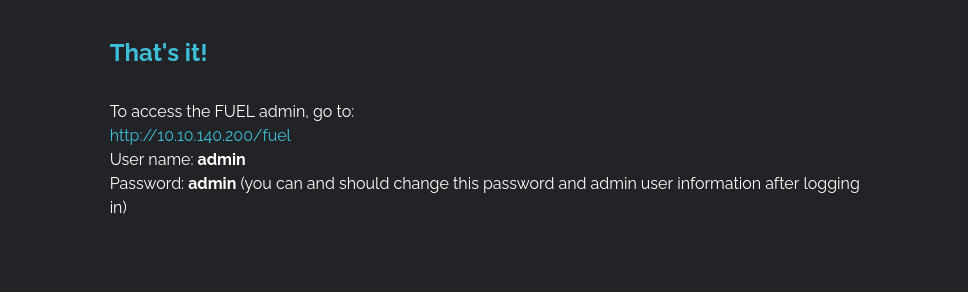 That's it!
To access the FUEL admin, go to:
http://10.10.140.200/fuel
User name: admin
Password: admin (you can and should change this password and admin user information after logging
in)